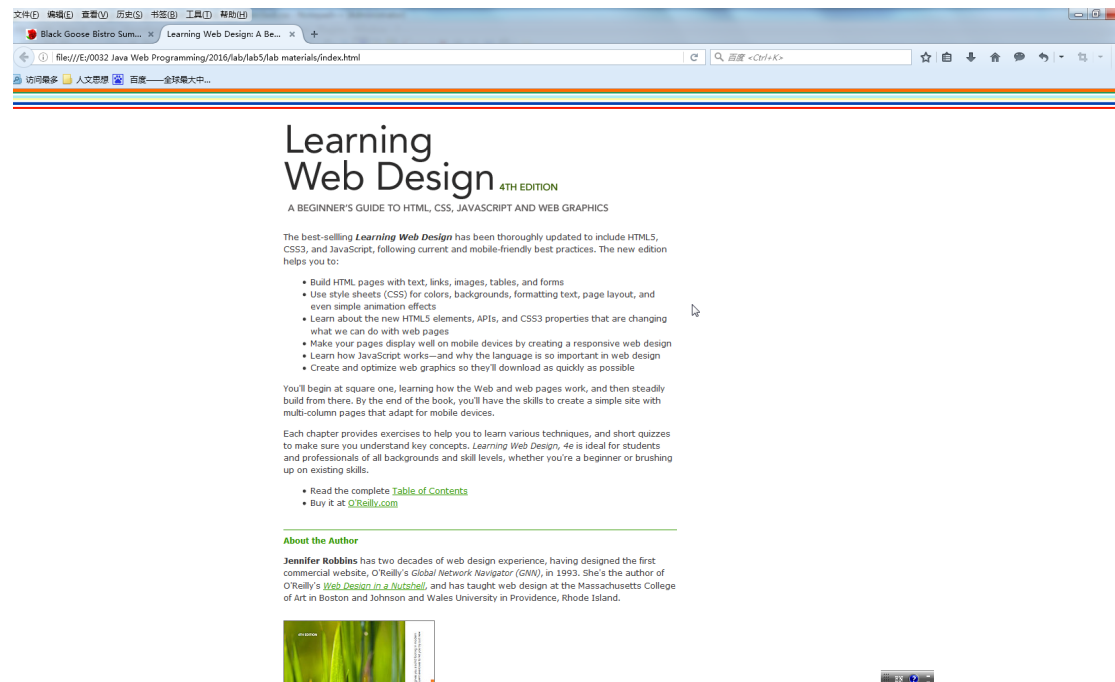 文件(F) 编辑(E) 查看(V) 历史(S) 书签(B) 工具(T) 帮助(H)
Black Goose Bistro Sum... × Learning Web Design: A Be... × +
file:///E:/0032 Java Web Programming/2016/lab/lab5/lab materials/index.html
百度 <Ctrl+K>
访问最多 人文思想 百度——全球最大中...
Learning
Web Design 4TH EDITION
A BEGINNER'S GUIDE TO HTML, CSS, JAVASCRIPT AND WEB GRAPHICS
The best-sellling Learning Web Design has been thoroughly updated to include HTML5,
CSS3, and JavaScript, following current and mobile-friendly best practices. The new edition
helps you to:
• Build HTML pages with text, links, images, tables, and forms
• Use style sheets (CSS) for colors, backgrounds, formatting text, page layout, and
even simple animation effects
• Learn about the new HTML5 elements, APIs, and CSS3 properties that are changing
what we can do with web pages
• Make your pages display well on mobile devices by creating a responsive web design
• Learn how JavaScript works—and why the language is so important in web design
• Create and optimize web graphics so they'll download as quickly as possible
You'll begin at square one, learning how the Web and web pages work, and then steadily
build from there. By the end of the book, you'll have the skills to create a simple site with
multi-column pages that adapt for mobile devices.
Each chapter provides exercises to help you to learn various techniques, and short quizzes
to make sure you understand key concepts. Learning Web Design, 4e is ideal for students
and professionals of all backgrounds and skill levels, whether you're a beginner or brushing
up on existing skills.
• Read the complete Table of Contents
• Buy it at O'Reilly.com
About the Author
Jennifer Robbins has two decades of web design experience, having designed the first
commercial website, O'Reilly's Global Network Navigator (GNN), in 1993. She's the author of
O'Reilly's Web Design in a Nutshell, and has taught web design at the Massachusetts College
of Art in Boston and Johnson and Wales University in Providence, Rhode Island.
4TH EDITION